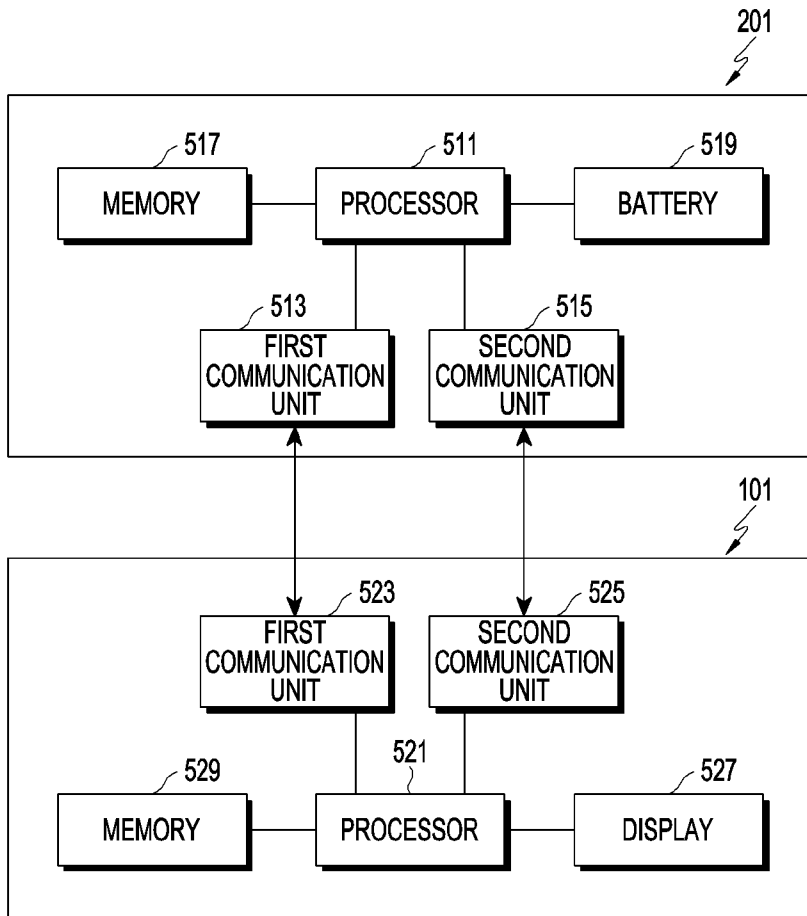 201
517
511
519
MEMORY
PROCESSOR
BATTERY
513
515
FIRST
COMMUNICATION
UNIT
SECOND
COMMUNICATION
UNIT
101
523
525
FIRST
COMMUNICATION
UNIT
SECOND
COMMUNICATION
UNIT
529
521
527
MEMORY
PROCESSOR
DISPLAY